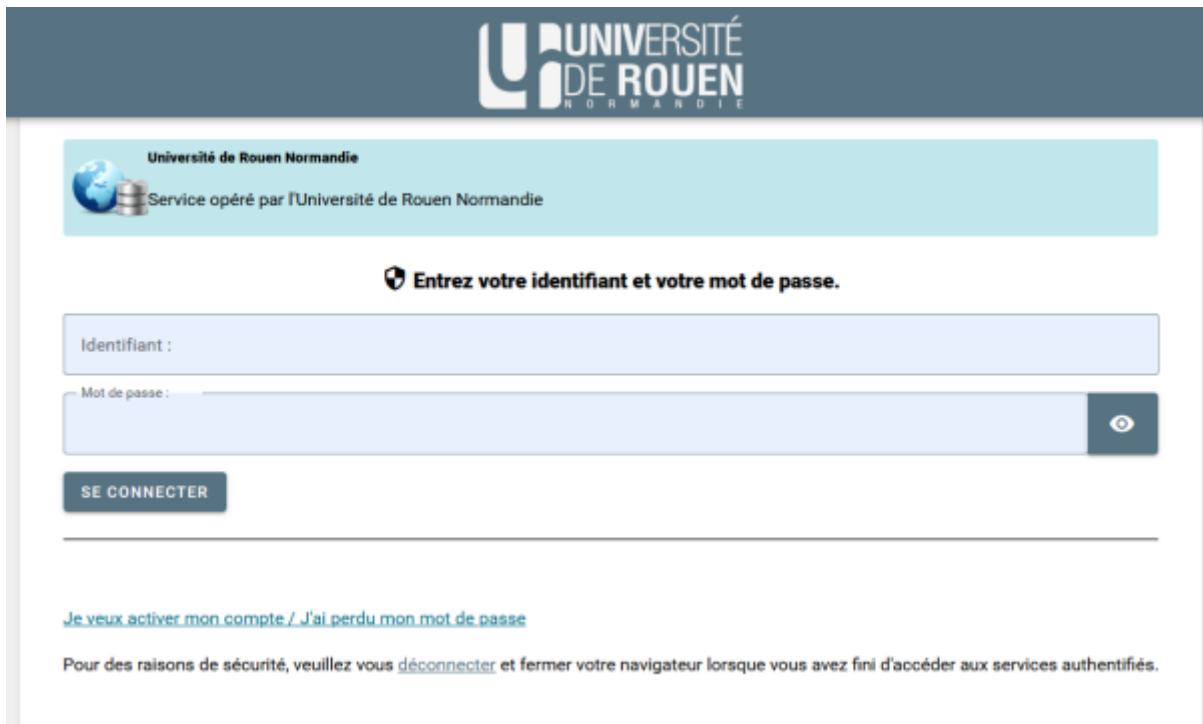 UNIVERSITÉ
DE ROUEN
NORMANDIE
Université de Rouen Normandie
Service opéré par l'Université de Rouen Normandie
Entrez votre identifiant et votre mot de passe.
Identifiant :
Mot de passe :
SE CONNECTER
Je veux activer mon compte / J'ai perdu mon mot de passe
Pour des raisons de sécurité, veuillez vous déconnecter et fermer votre navigateur lorsque vous avez fini d'accéder aux services authentifiés.